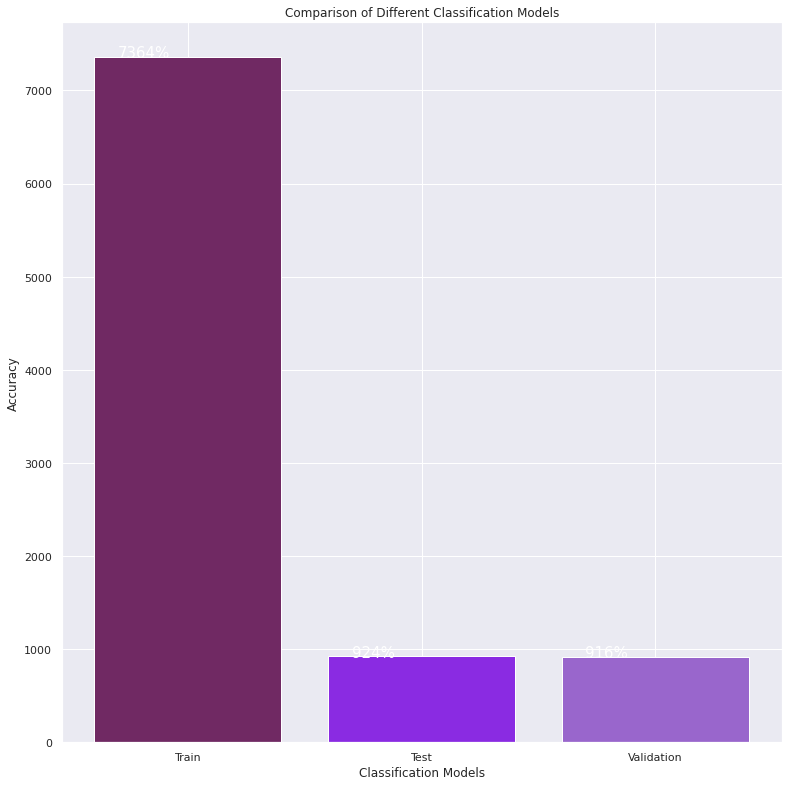 Comparison of Different Classification Models
7364%
7000
6000
5000
4000
3000
2000
1000
0
924%
916%
Accuracy
Train
Test
Validation
Classification Models